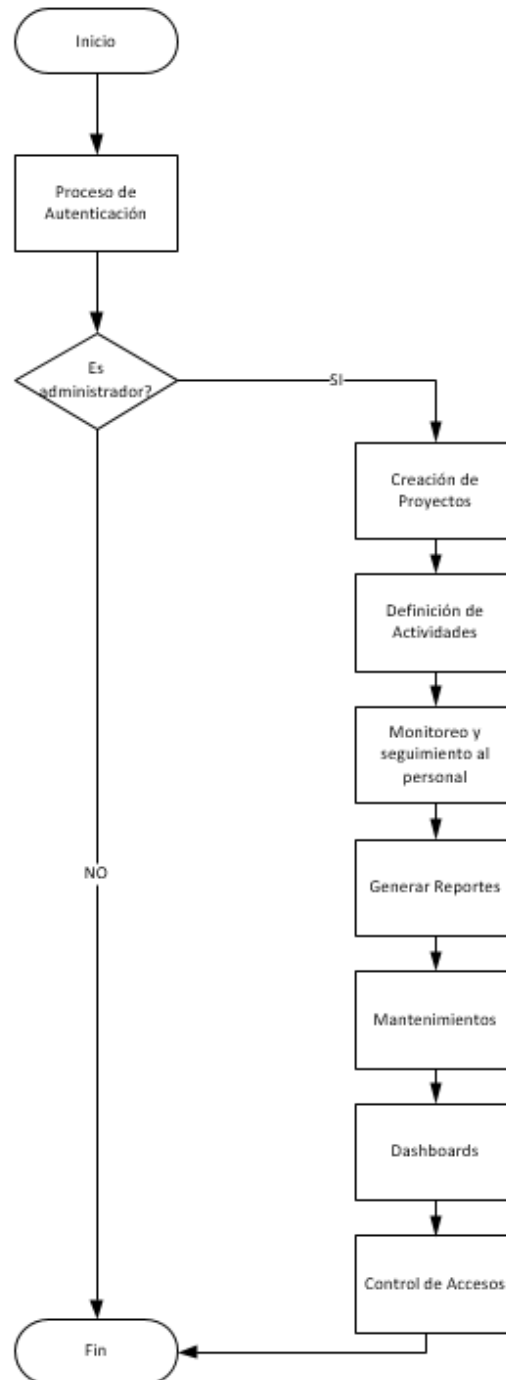 Inicio
Proceso de
Autenticación
Es
administrador?
SI
Creación de
Proyectos
Definición de
Actividades
Monitoreo y
seguimiento al
personal
Generar Reportes
NO
Mantenimientos
Dashboards
Control de Accesos
Fin